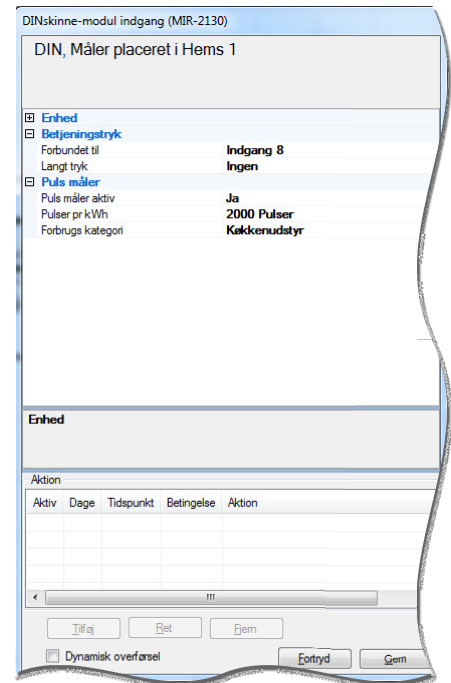 DINskinne-modul indgang (MIR-2130)
DIN, Måler placeret i Hems 1
Enhed
Betjeningstryk
Forbundet til Indgang 8
Langt tryk Ingen
Puls måler
Puls måler aktiv Ja
Pulser pr kWh 2000 Pulser
Forbrugs kategori Køkkenudstyr
Enhed
Aktion
Aktiv Dage Tidspunkt Betingelse Aktion
Tilføj Ret Fjern
Dynamisk overførsel Fortryd Gem